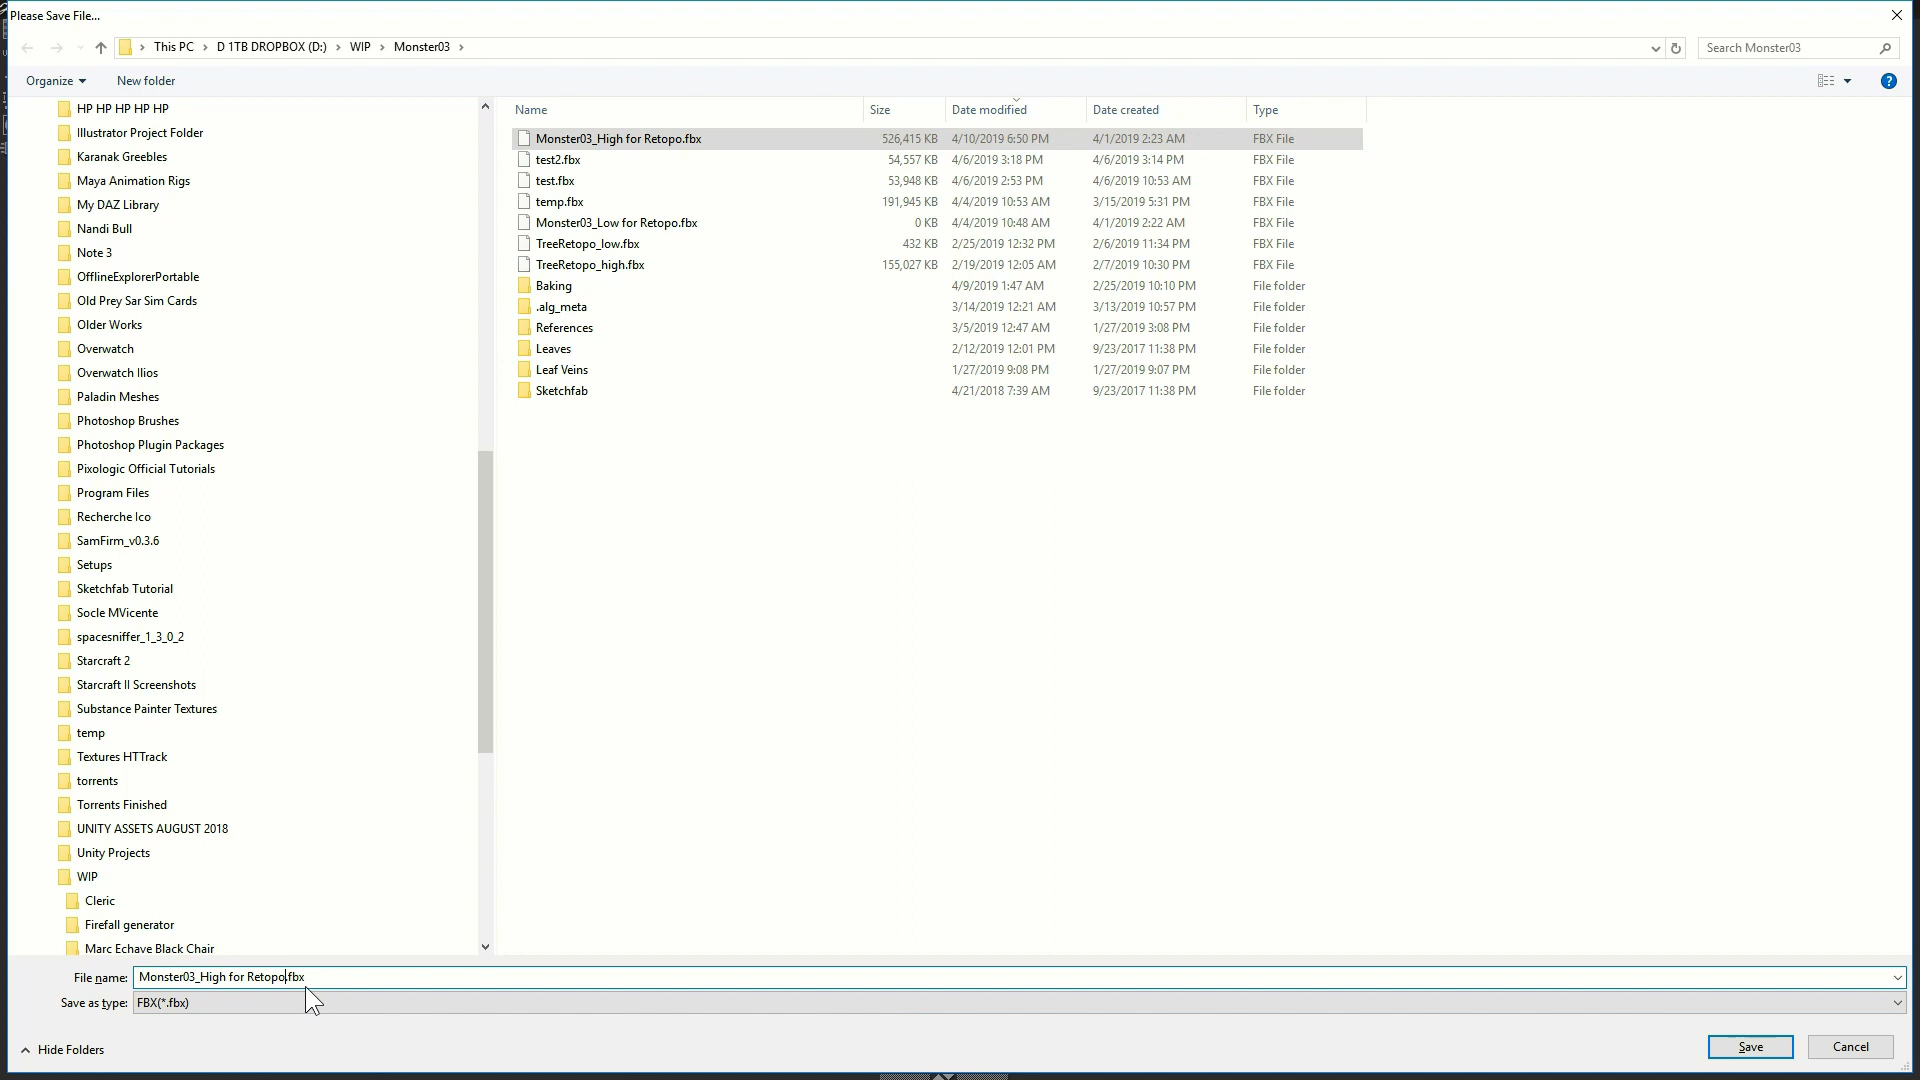 Please Save File...
This PC > D 1TB DROPBOX (D:) > WIP > Monster03 >
Search Monster03
Organize
New folder
HP HP HP HP HP
Illustrator Project Folder
Karanak Greebles
Maya Animation Rigs
My DAZ Library
Nandi Bull
Note 3
OfflineExplorerPortable
Old Prey Sar Sim Cards
Older Works
Overwatch
Overwatch Ilios
Paladin Meshes
Photoshop Brushes
Photoshop Plugin Packages
Pixologic Official Tutorials
Program Files
Recherche Ico
SamFirm_v0.3.6
Setups
Sketchfab Tutorial
Socle MVicente
spacesniffer_1_3_0_2
Starcraft 2
Starcraft II Screenshots
Substance Painter Textures
temp
Textures HTTrack
torrents
Torrents Finished
UNITY ASSETS AUGUST 2018
Unity Projects
WIP
Cleric
Firefall generator
Marc Echave Black Chair
Name Size Date modified Date created Type
Monster03_High for Retopo.fbx 526,415 KB 4/10/2019 6:50 PM 4/1/2019 2:23 AM FBX File
test2.fbx 54,557 KB 4/6/2019 3:18 PM 4/6/2019 3:14 PM FBX File
test.fbx 53,948 KB 4/6/2019 2:53 PM 4/6/2019 10:53 AM FBX File
temp.fbx 191,945 KB 4/4/2019 10:53 AM 3/15/2019 5:31 PM FBX File
Monster03_Low for Retopo.fbx 0 KB 4/4/2019 10:48 AM 4/1/2019 2:22 AM FBX File
TreeRetopo_low.fbx 432 KB 2/25/2019 12:32 PM 2/6/2019 11:34 PM FBX File
TreeRetopo_high.fbx 155,027 KB 2/19/2019 12:05 AM 2/7/2019 10:30 PM FBX File
Baking 4/9/2019 1:47 AM 2/25/2019 10:10 PM File folder
.alg_meta 3/14/2019 12:21 AM 3/13/2019 10:57 PM File folder
References 3/5/2019 12:47 AM 1/27/2019 3:08 PM File folder
Leaves 2/12/2019 12:01 PM 9/23/2017 11:38 PM File folder
Leaf Veins 1/27/2019 9:08 PM 1/27/2019 9:07 PM File folder
Sketchfab 4/21/2018 7:39 AM 9/23/2017 11:38 PM File folder
File name: Monster03_High for Retopo.fbx
Save as type: FBX(*.fbx)
Hide Folders
Save
Cancel